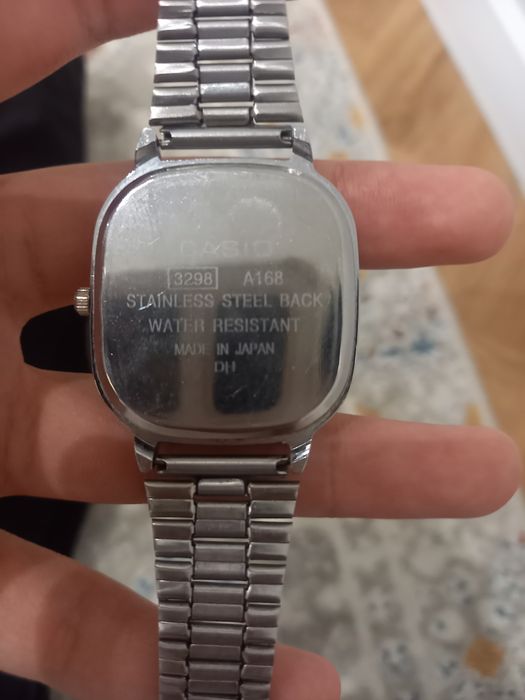 CASIO
3298 A168
STAINLESS STEEL BACK
WATER RESISTANT
MADE IN JAPAN
DH